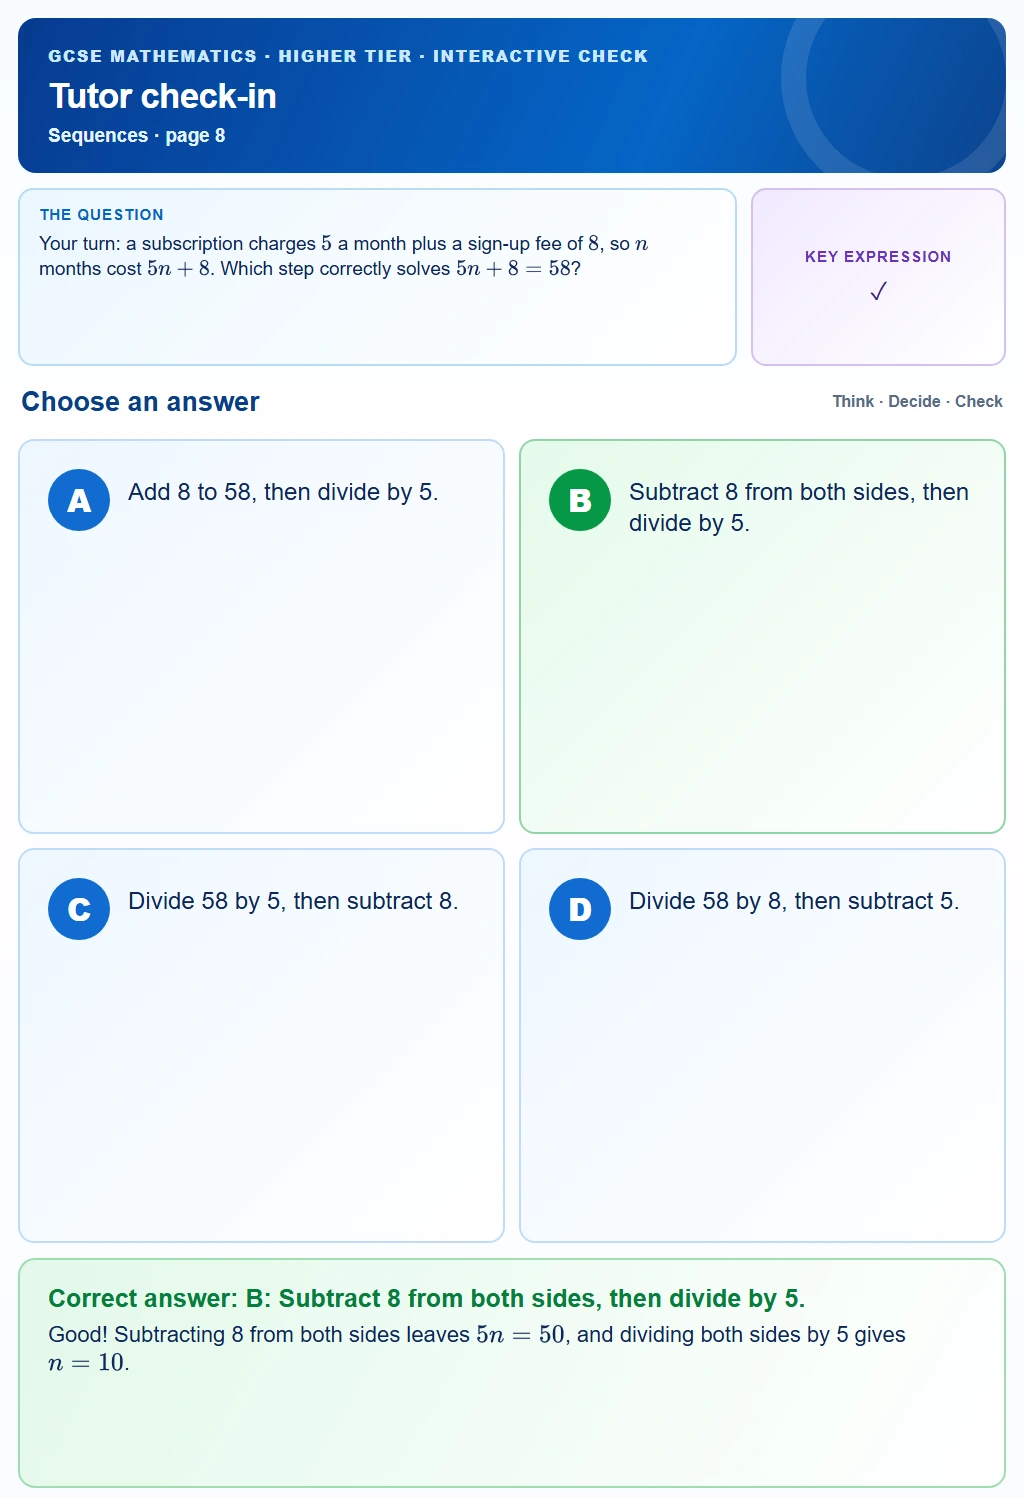 GCSE MATHEMATICS · HIGHER TIER · INTERACTIVE CHECK
Tutor check-in
Sequences · page 8
THE QUESTION
Your turn: a subscription charges 5 a month plus a sign-up fee of 8, so n
months cost 5n + 8. Which step correctly solves 5n + 8 = 58?
KEY EXPRESSION
✓
Choose an answer
Think · Decide · Check
A
Add 8 to 58, then divide by 5.
B
Subtract 8 from both sides, then
divide by 5.
C
Divide 58 by 5, then subtract 8.
D
Divide 58 by 8, then subtract 5.
Correct answer: B: Subtract 8 from both sides, then divide by 5.
Good! Subtracting 8 from both sides leaves 5n = 50, and dividing both sides by 5 gives
n = 10.